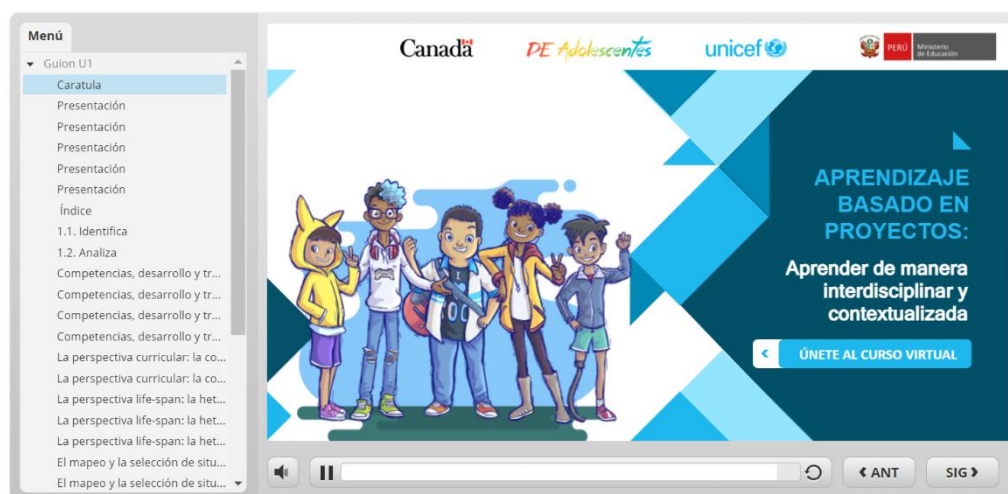 Menú
Guion U1
Caratula
Presentación
Presentación
Presentación
Presentación
Presentación
Índice
1.1. Identifica
1.2. Analiza
Competencias, desarrollo y tr...
Competencias, desarrollo y tr...
Competencias, desarrollo y tr...
Competencias, desarrollo y tr...
La perspectiva curricular: la co...
La perspectiva curricular: la co...
La perspectiva life-span: la het...
La perspectiva life-span: la het...
La perspectiva life-span: la het...
El mapeo y la selección de situ...
El mapeo y la selección de situ...
Canadä
DE Adolescentes
unicef
PERÚ
Ministerio
de Educación
APRENDIZAJE
BASADO EN
PROYECTOS:
Aprender de manera
interdisciplinar y
contextualizada
ÚNETE AL CURSO VIRTUAL
ANT
SIG